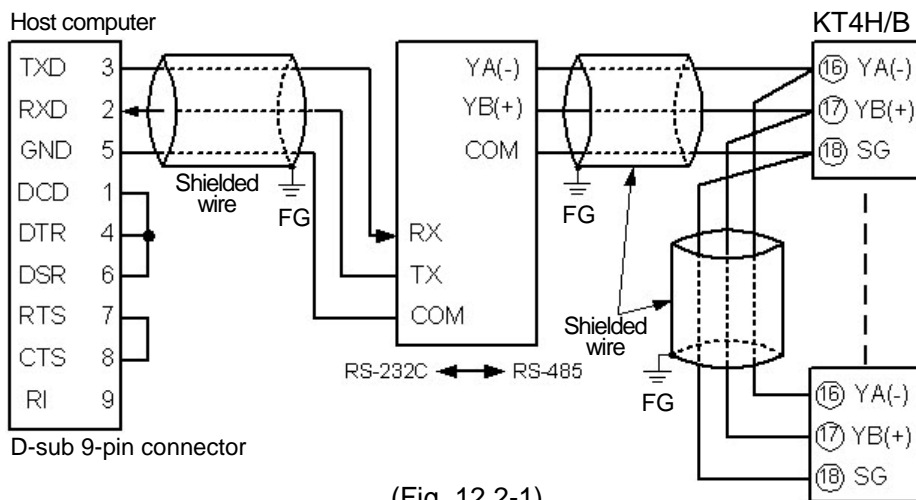 Host computer
TXD 3
RXD 2
GND 5
DCD 1
DTR 4
DSR 6
RTS 7
CTS 8
RI 9
D-sub 9-pin connector
Shielded
wire
FG
YA(-)
YB(+)
COM
RX
TX
COM
RS-232C
RS-485
FG
Shielded
wire
FG
KT4H/B
16 YA(-)
17 YB(+)
18 SG
16 YA(-)
17 YB(+)
18 SG
(Fig. 12.2-1)